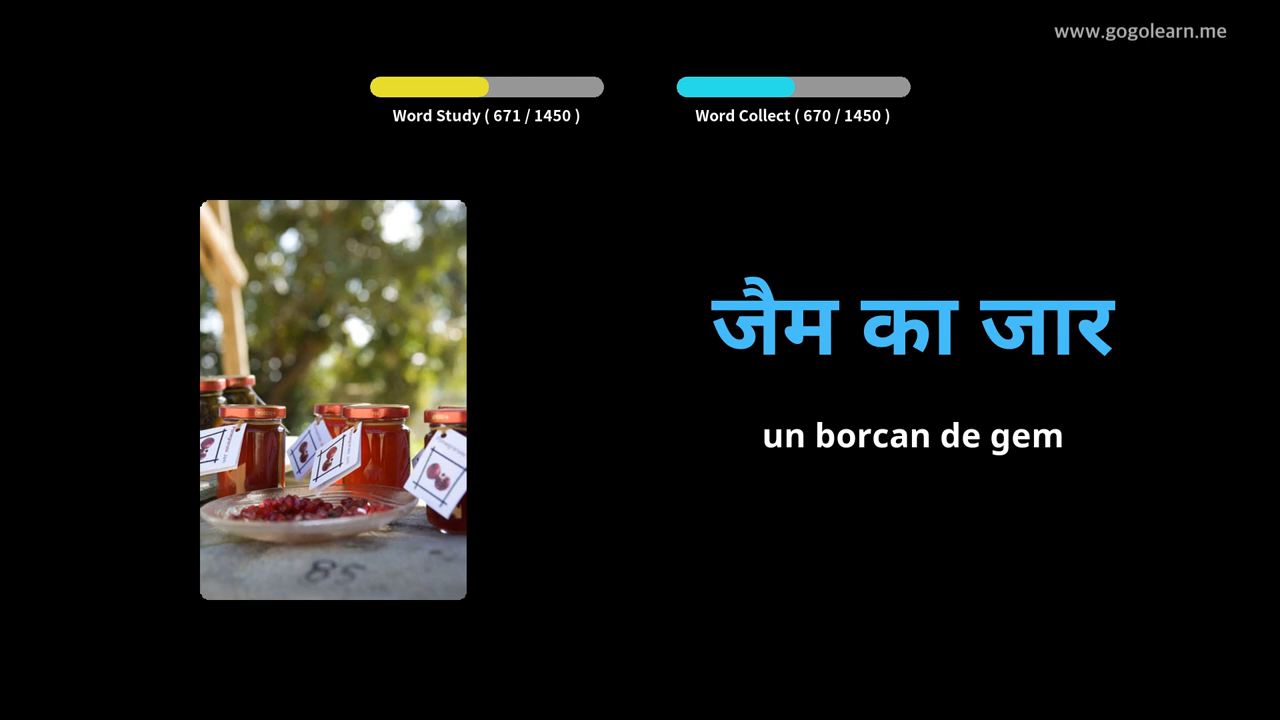 www.gogolearn.me
Word Study ( 671 / 1450 )
Word Collect ( 670 / 1450 )
जैम का जार
un borcan de gem
85